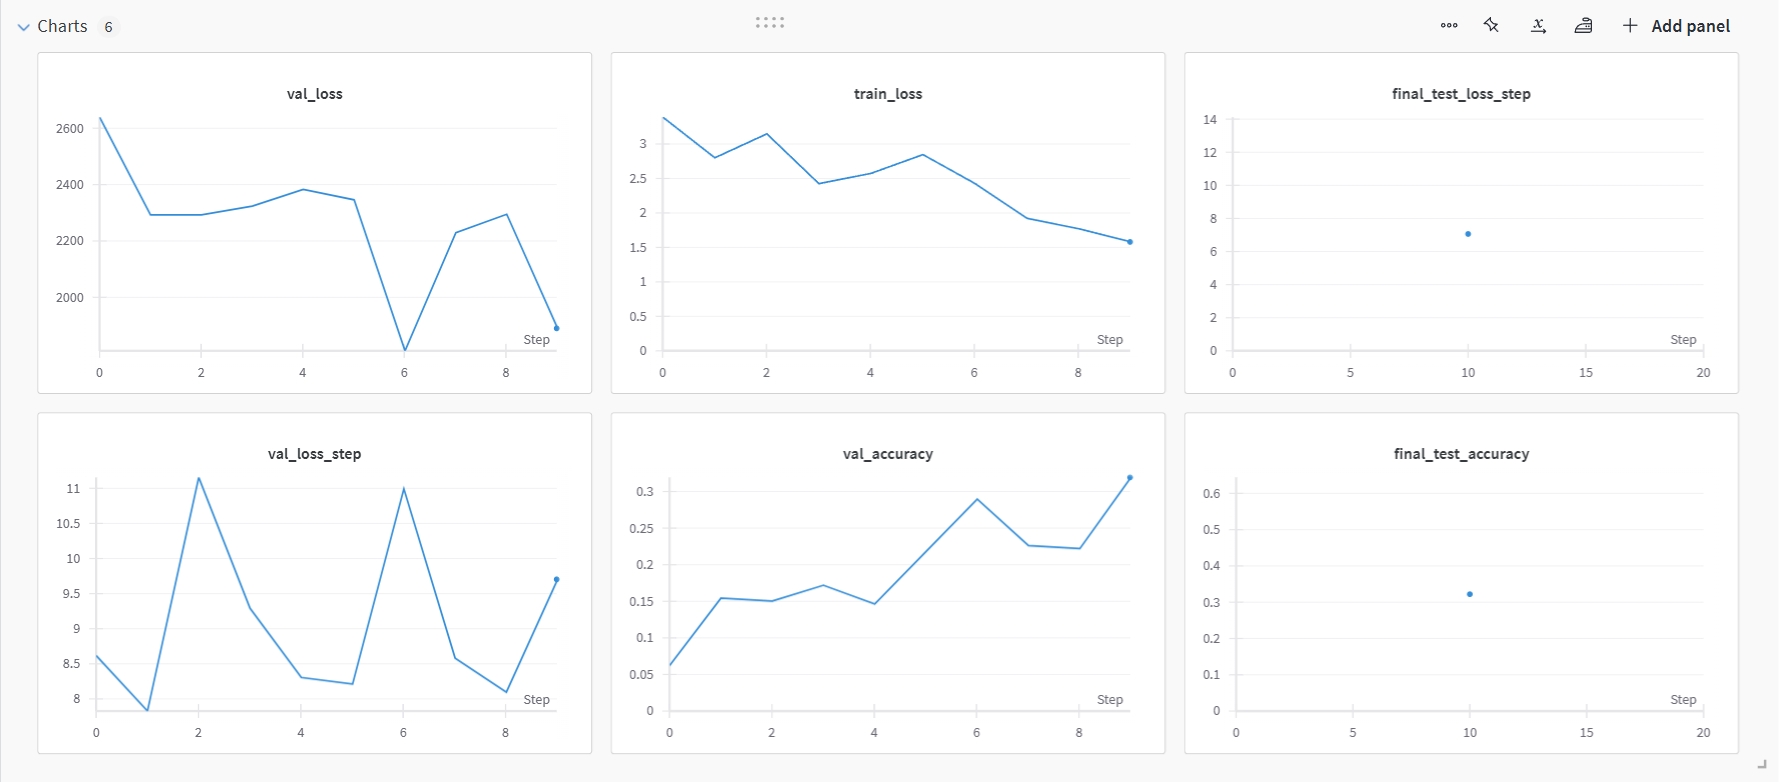 Charts 6
Add panel
val_loss
2600
2400
2200
2000
Step
0 2 4 6 8
train_loss
3
2.5
2
1.5
1
0.5
0
Step
0 2 4 6 8
final_test_loss_step
14
12
10
8
6
4
2
0
Step
0 5 10 15 20
val_loss_step
11
10.5
10
9.5
9
8.5
8
Step
0 2 4 6 8
val_accuracy
0.3
0.25
0.2
0.15
0.1
0.05
0
Step
0 2 4 6 8
final_test_accuracy
0.6
0.5
0.4
0.3
0.2
0.1
0
Step
0 5 10 15 20